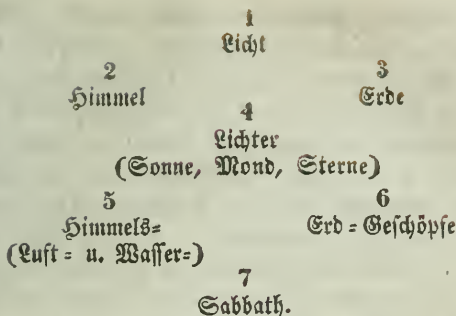 1
Licht
2 3
Himmel Erde
4
Lichter
(Sonne, Mond, Sterne)
5 6
Himmels= Erd=Geschöpfe
(Luft= u. Wasser=)
7
Sabbath.